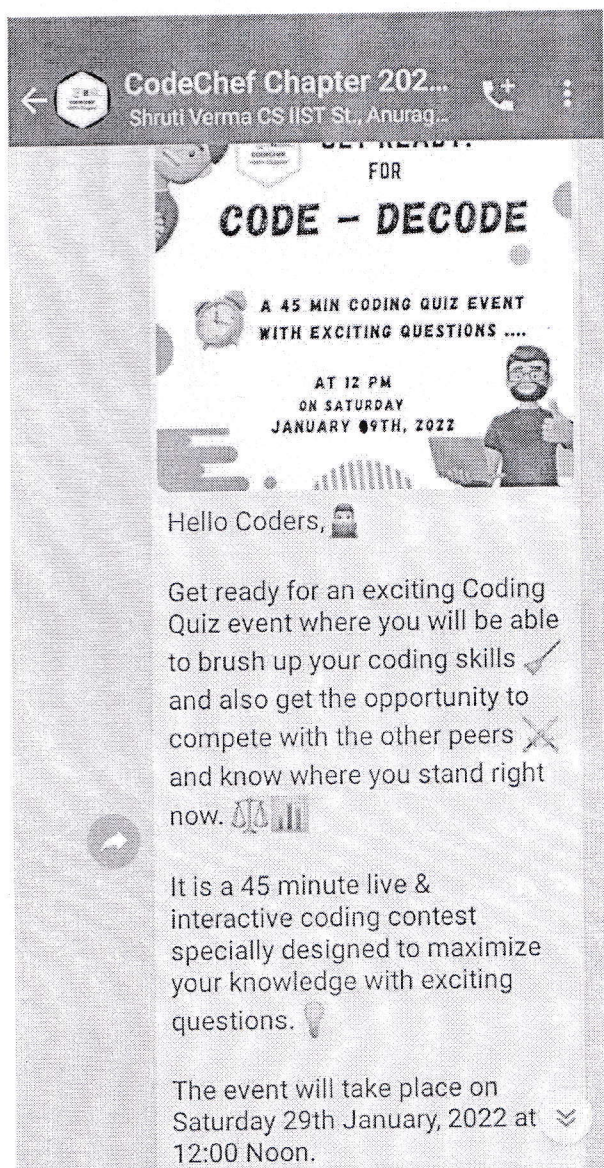 CodeChef Chapter 202...
Shruti Verma CS IIST St., Anurag...
GET READY!
FOR
CODE - DECODE
A 45 MIN CODING QUIZ EVENT
WITH EXCITING QUESTIONS ....
AT 12 PM
ON SATURDAY
JANUARY 09TH, 2022
Hello Coders,
Get ready for an exciting Coding
Quiz event where you will be able
to brush up your coding skills
and also get the opportunity to
compete with the other peers
and know where you stand right
now.
It is a 45 minute live &
interactive coding contest
specially designed to maximize
your knowledge with exciting
questions.
The event will take place on
Saturday 29th January, 2022 at
12:00 Noon.